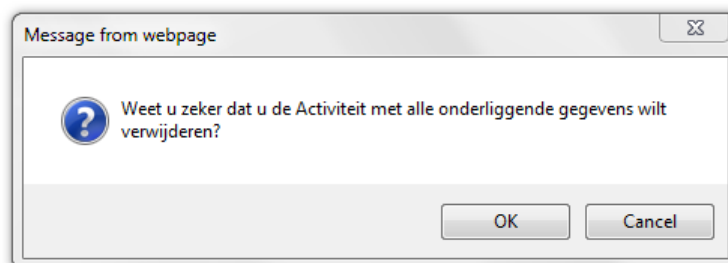 Message from webpage
Weet u zeker dat u de Activiteit met alle onderliggende gegevens wilt
verwijderen?
OK Cancel